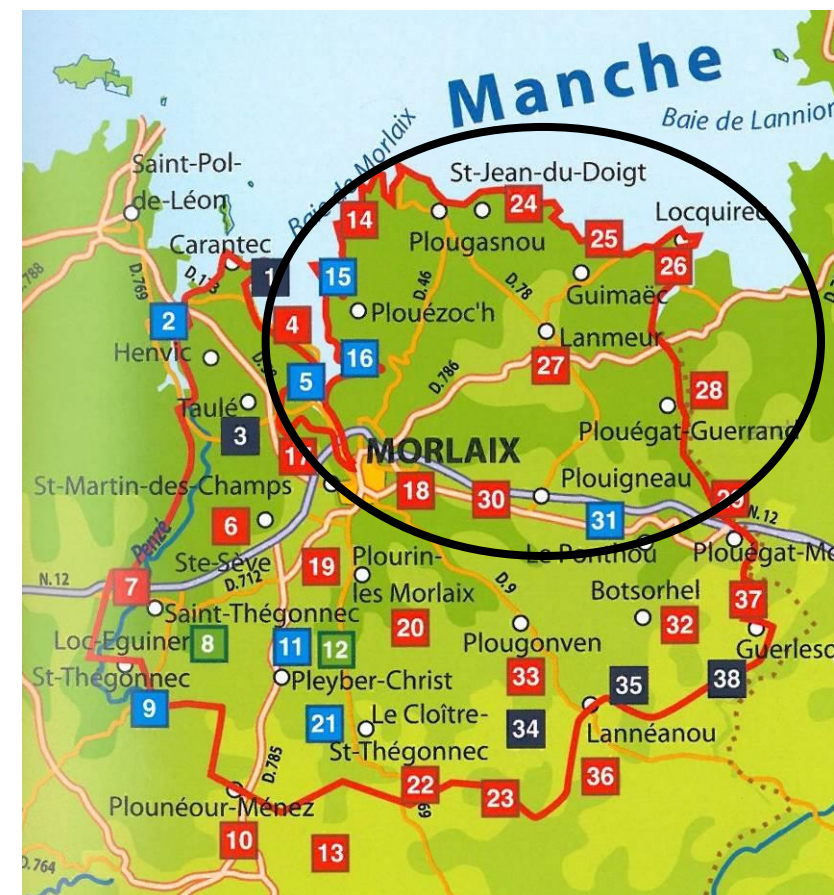 Manche
Baie de Lannion
Baie de Morlaix
Saint-Pol-
de-Léon
St-Jean-du-Doigt
24
14
Plougasnou
Locquirec
25
Carantec
D.788
D.769
1
15
D.46
D.78
26
Guimaëc
2
4
Plouézoc'h
Lanmeur
Henvic
16
27
5
D.786
28
Taulé
3
Plouégat-Guerrand
17
MORLAIX
St-Martin-des-Champs
18
30
Plouigneau
29
31
N.12
6
Penzé
Ste-Sève
19
Plourin-
les Morlaix
Le Ponthou
N.12
D.712
D.9
7
Botsorhel
37
Saint-Thégonnec
Loc-Eguiner
St-Thégonnec
8
11
12
20
Plougonven
32
Pleyber-Christ
33
35
38
9
21
Le Cloître-
St-Thégonnec
34
Lannéanou
D.785
22
23
36
69
Plounéour-Ménez
10
13
D.764